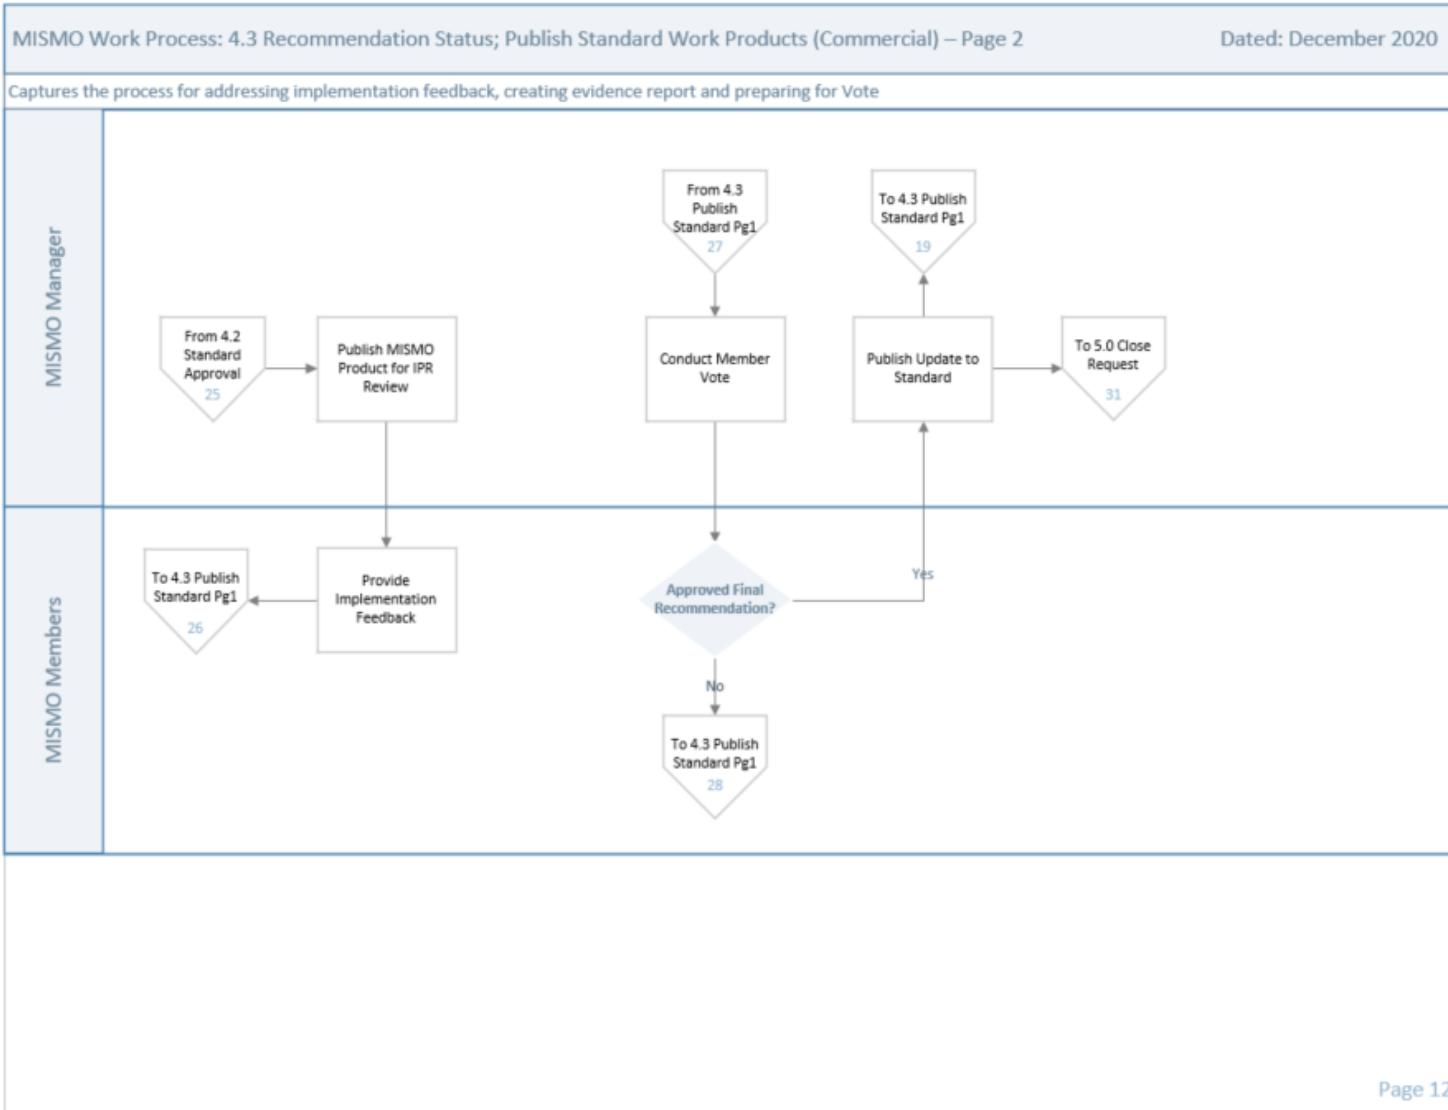 MISMO Work Process: 4.3 Recommendation Status; Publish Standard Work Products (Commercial) – Page 2
Dated: December 2020
Captures the process for addressing implementation feedback, creating evidence report and preparing for Vote
MISMO Manager
From 4.2
Standard
Approval
25
Publish MISMO
Product for IPR
Review
From 4.3
Publish
Standard Pg1
27
Conduct Member
Vote
To 4.3 Publish
Standard Pg1
19
Publish Update to
Standard
To 5.0 Close
Request
31
MISMO Members
To 4.3 Publish
Standard Pg1
26
Provide
Implementation
Feedback
Approved Final
Recommendation?
Yes
No
To 4.3 Publish
Standard Pg1
28
Page 12